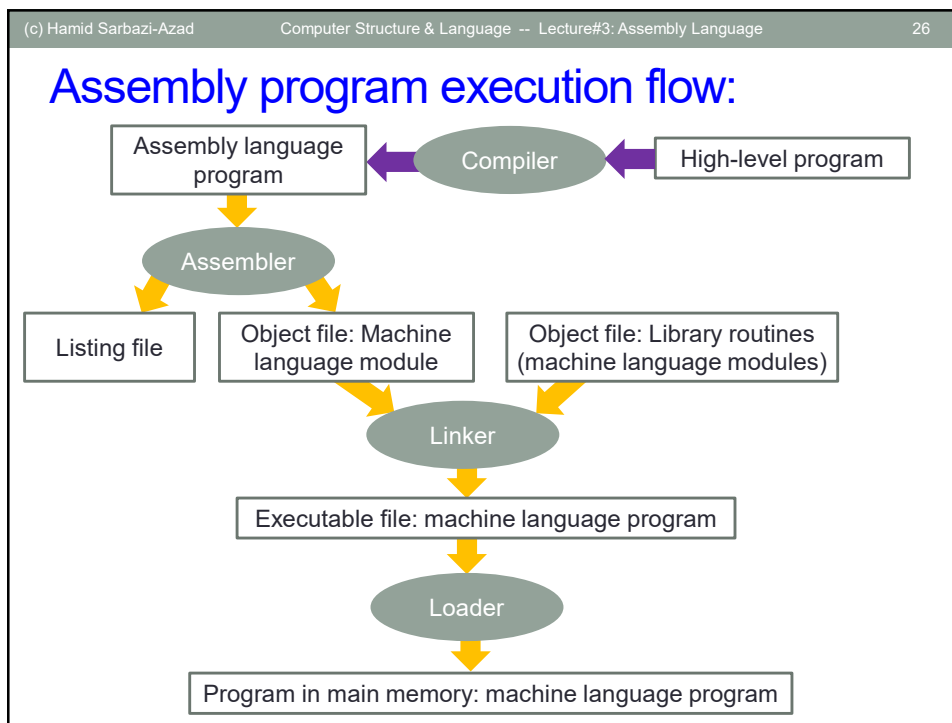 (c) Hamid Sarbazi-Azad
Computer Structure & Language -- Lecture#3: Assembly Language
26
Assembly program execution flow:
Assembly language
program
Compiler
High-level program
Assembler
Listing file
Object file: Machine
language module
Object file: Library routines
(machine language modules)
Linker
Executable file: machine language program
Loader
Program in main memory: machine language program